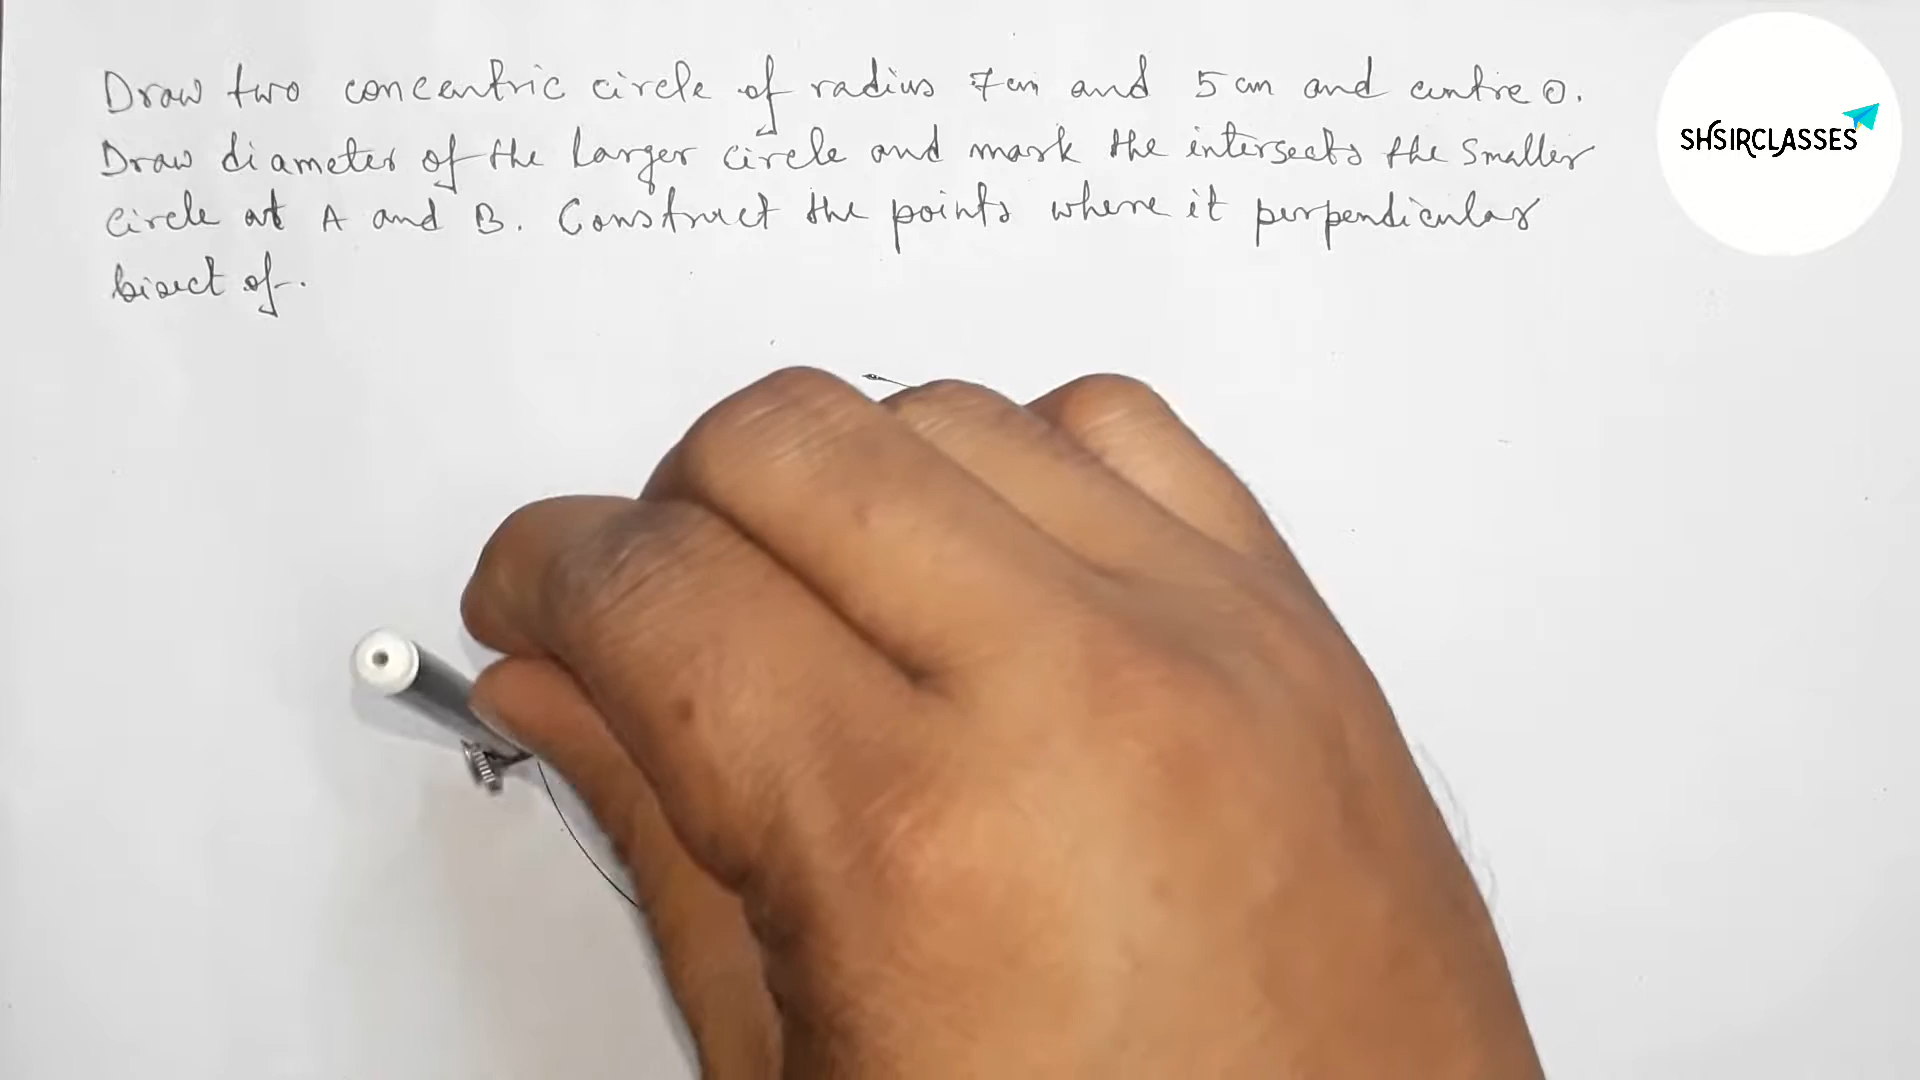 Draw two concentric circle of radius 7cm and 5cm and centre O.
Draw diameter of the larger circle and mark the intersects the smaller
circle at A and B. Construct the points where it perpendicular
bisect of.
SHSIRCLASSES